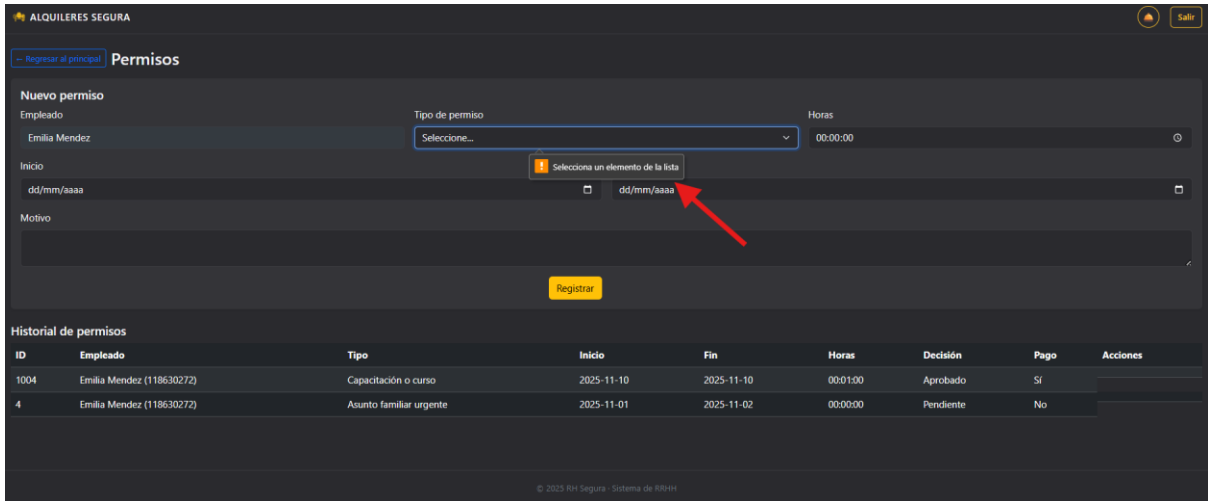 ALQUILERES SEGURA
Salir
← Regresar al principal Permisos
Nuevo permiso
Empleado Tipo de permiso Horas
Emilia Mendez Seleccione... 00:00:00
Selecciona un elemento de la lista
Inicio
dd/mm/aaaa dd/mm/aaaa
Motivo
Registrar
Historial de permisos
ID Empleado Tipo Inicio Fin Horas Decisión Pago Acciones
1004 Emilia Mendez (118630272) Capacitación o curso 2025-11-10 2025-11-10 00:01:00 Aprobado Sí
4 Emilia Mendez (118630272) Asunto familiar urgente 2025-11-01 2025-11-02 00:00:00 Pendiente No
© 2025 RH Segura - Sistema de RRHH